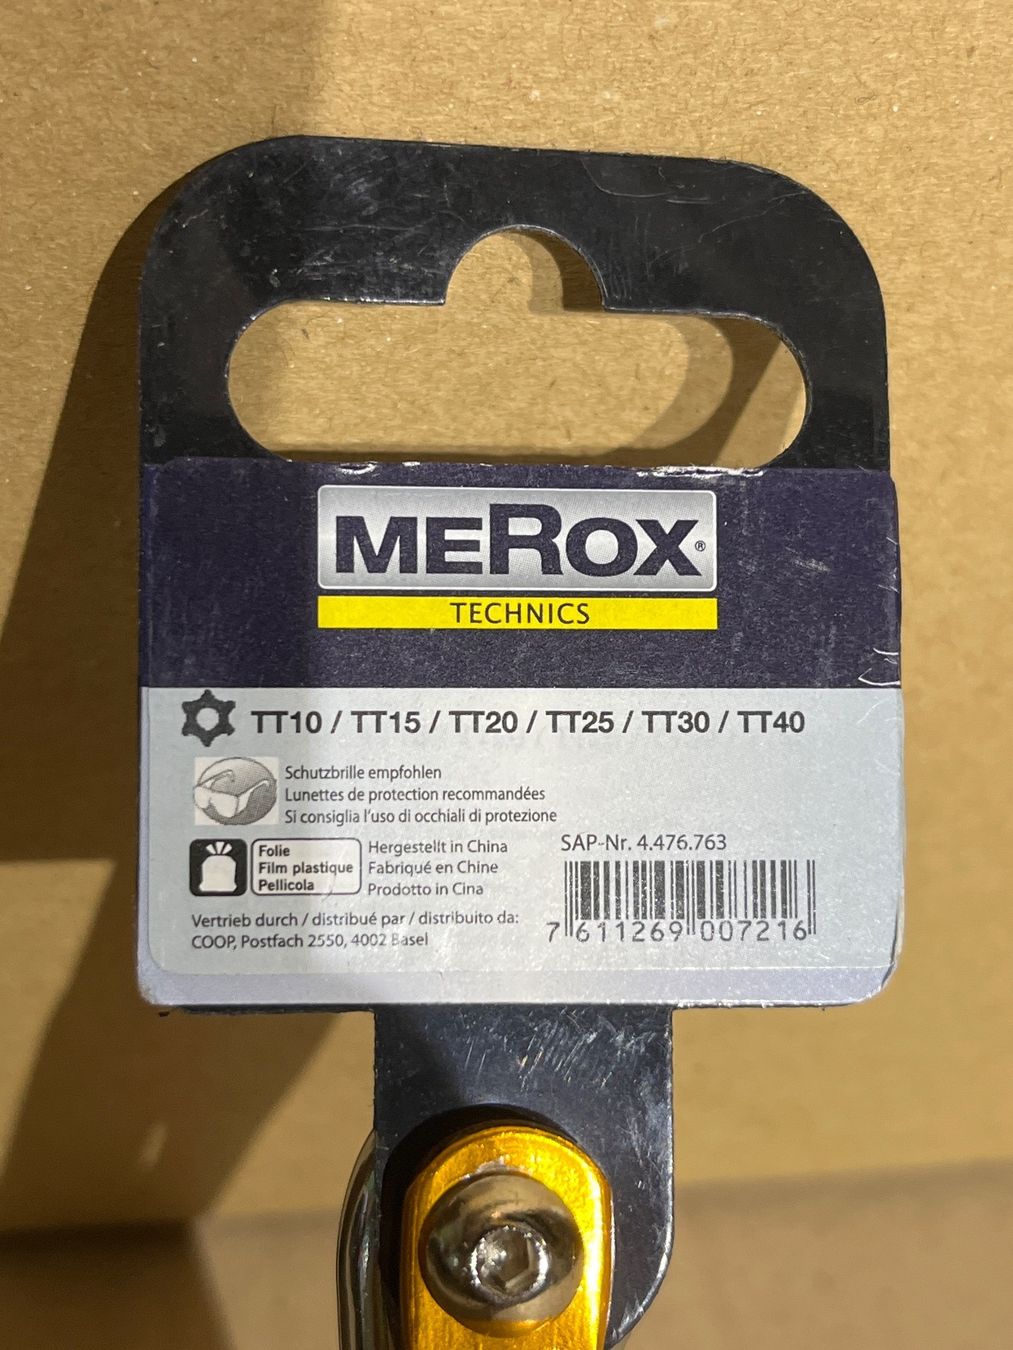 MEROX®
TECHNICS
TT10 / TT15 / TT20 / TT25 / TT30 / TT40
Schutzbrille empfohlen
Lunettes de protection recommandées
Si consiglia l'uso di occhiali di protezione
Folie
Film plastique
Pellicola
Hergestellt in China
Fabriqué en Chine
Prodotto in Cina
SAP-Nr. 4.476.763
7 611269 007216
Vertrieb durch / distribué par / distribuito da:
COOP, Postfach 2550, 4002 Basel